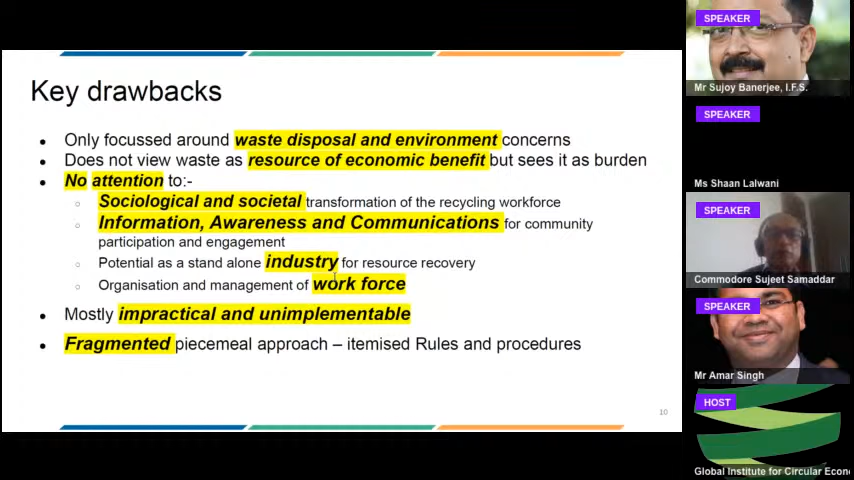 Key drawbacks
Only focussed around waste disposal and environment concerns
Does not view waste as resource of economic benefit but sees it as burden
No attention to:-
Sociological and societal transformation of the recycling workforce
Information, Awareness and Communications for community
participation and engagement
Potential as a stand alone industry for resource recovery
Organisation and management of work force
Mostly impractical and unimplementable
Fragmented piecemeal approach – itemised Rules and procedures
10
SPEAKER
Mr Sujoy Banerjee, I.F.S.
SPEAKER
Ms Shaan Lalwani
SPEAKER
Commodore Sujeet Samaddar
SPEAKER
Mr Amar Singh
HOST
Global Institute for Circular Econ